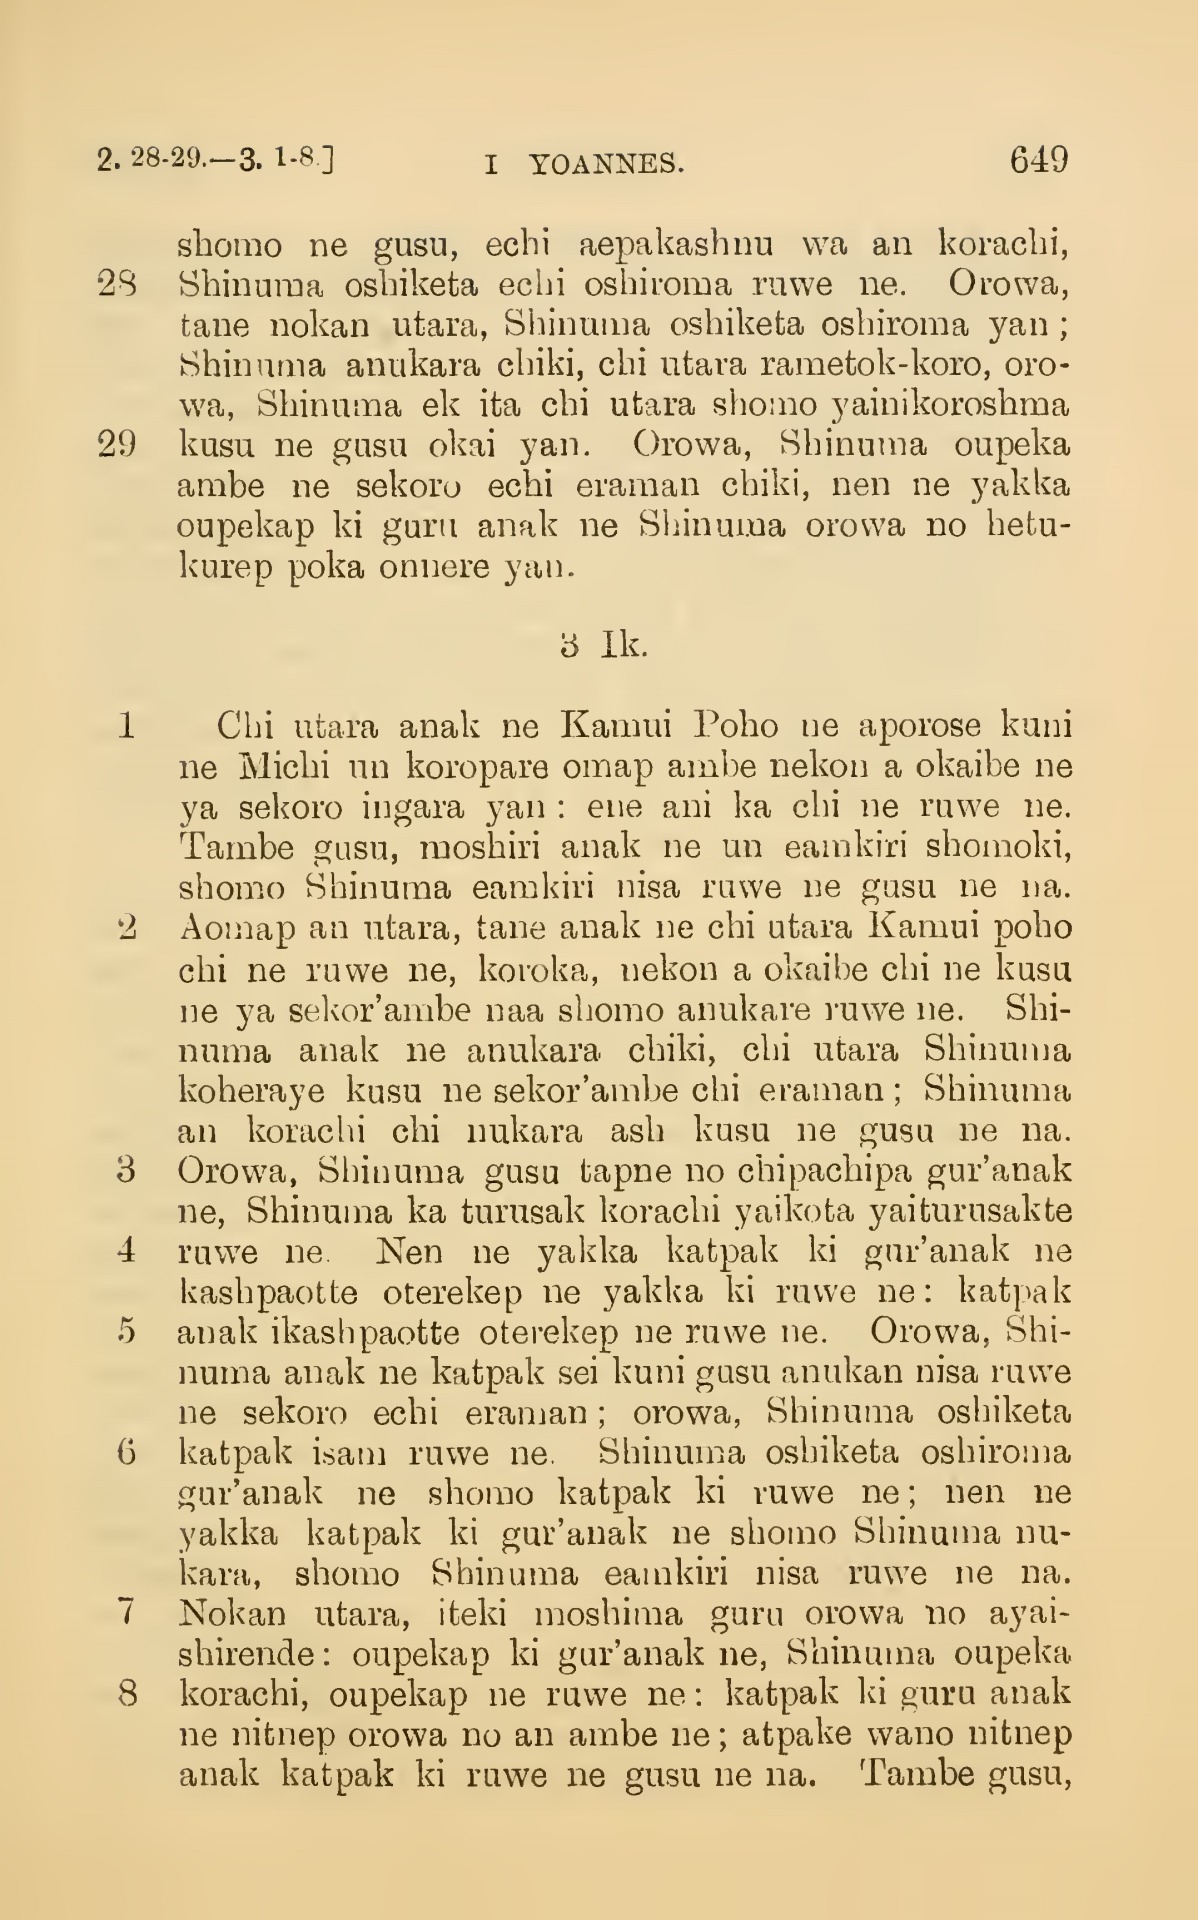 2. 28-29.—3. 1-8.] I YOANNES. 649
shomo ne gusu, echi aepakashnu wa an korachi,
28 Shinuma oshiketa echi oshiroma ruwe ne. Orowa,
tane nokan utara, Shinuma oshiketa oshiroma yan ;
Shinuma anukara chiki, chi utara rametok-koro, oro-
wa, Shinuma ek ita chi utara shomo yainikoroshma
29 kusu ne gusu okai yan. Orowa, Shinuma oupeka
ambe ne sekoro echi eraman chiki, nen ne yakka
oupekap ki guru anak ne Shinuma orowa no hetu-
kurep poka onnere yan.
3 Ik.
1 Chi utara anak ne Kamui Poho ne aporose kuni
ne Michi un koropare omap ambe nekon a okaibe ne
ya sekoro ingara yan : ene ani ka chi ne ruwe ne.
Tambe gusu, moshiri anak ne un eamkiri shomoki,
shomo Shinuma eamkiri nisa ruwe ne gusu ne na.
2 Aomap an utara, tane anak ne chi utara Kamui poho
chi ne ruwe ne, koroka, nekon a okaibe chi ne kusu
ne ya sekor'ambe naa shomo anukare ruwe ne. Shi-
numa anak ne anukara chiki, chi utara Shinuma
koheraye kusu ne sekor'ambe chi eraman ; Shinuma
an korachi chi nukara ash kusu ne gusu ne na.
3 Orowa, Shinuma gusu tapne no chipachipa gur'anak
ne, Shinuma ka turusak korachi yaikota yaiturusakte
4 ruwe ne. Nen ne yakka katpak ki gur'anak ne
kashpaotte oterekep ne yakka ki ruwe ne : katpak
5 anak ikashpaotte oterekep ne ruwe ne. Orowa, Shi-
numa anak ne katpak sei kuni gusu anukan nisa ruwe
ne sekoro echi eraman ; orowa, Shinuma oshiketa
6 katpak isam ruwe ne. Shinuma oshiketa oshiroma
gur'anak ne shomo katpak ki ruwe ne ; nen ne
yakka katpak ki gur'anak ne shomo Shinuma nu-
kara, shomo Shinuma eamkiri nisa ruwe ne na.
7 Nokan utara, iteki moshima guru orowa no ayai-
shirende : oupekap ki gur'anak ne, Shinuma oupeka
8 korachi, oupekap ne ruwe ne : katpak ki guru anak
ne nitnep orowa no an ambe ne ; atpake wano nitnep
anak katpak ki ruwe ne gusu ne na. Tambe gusu,